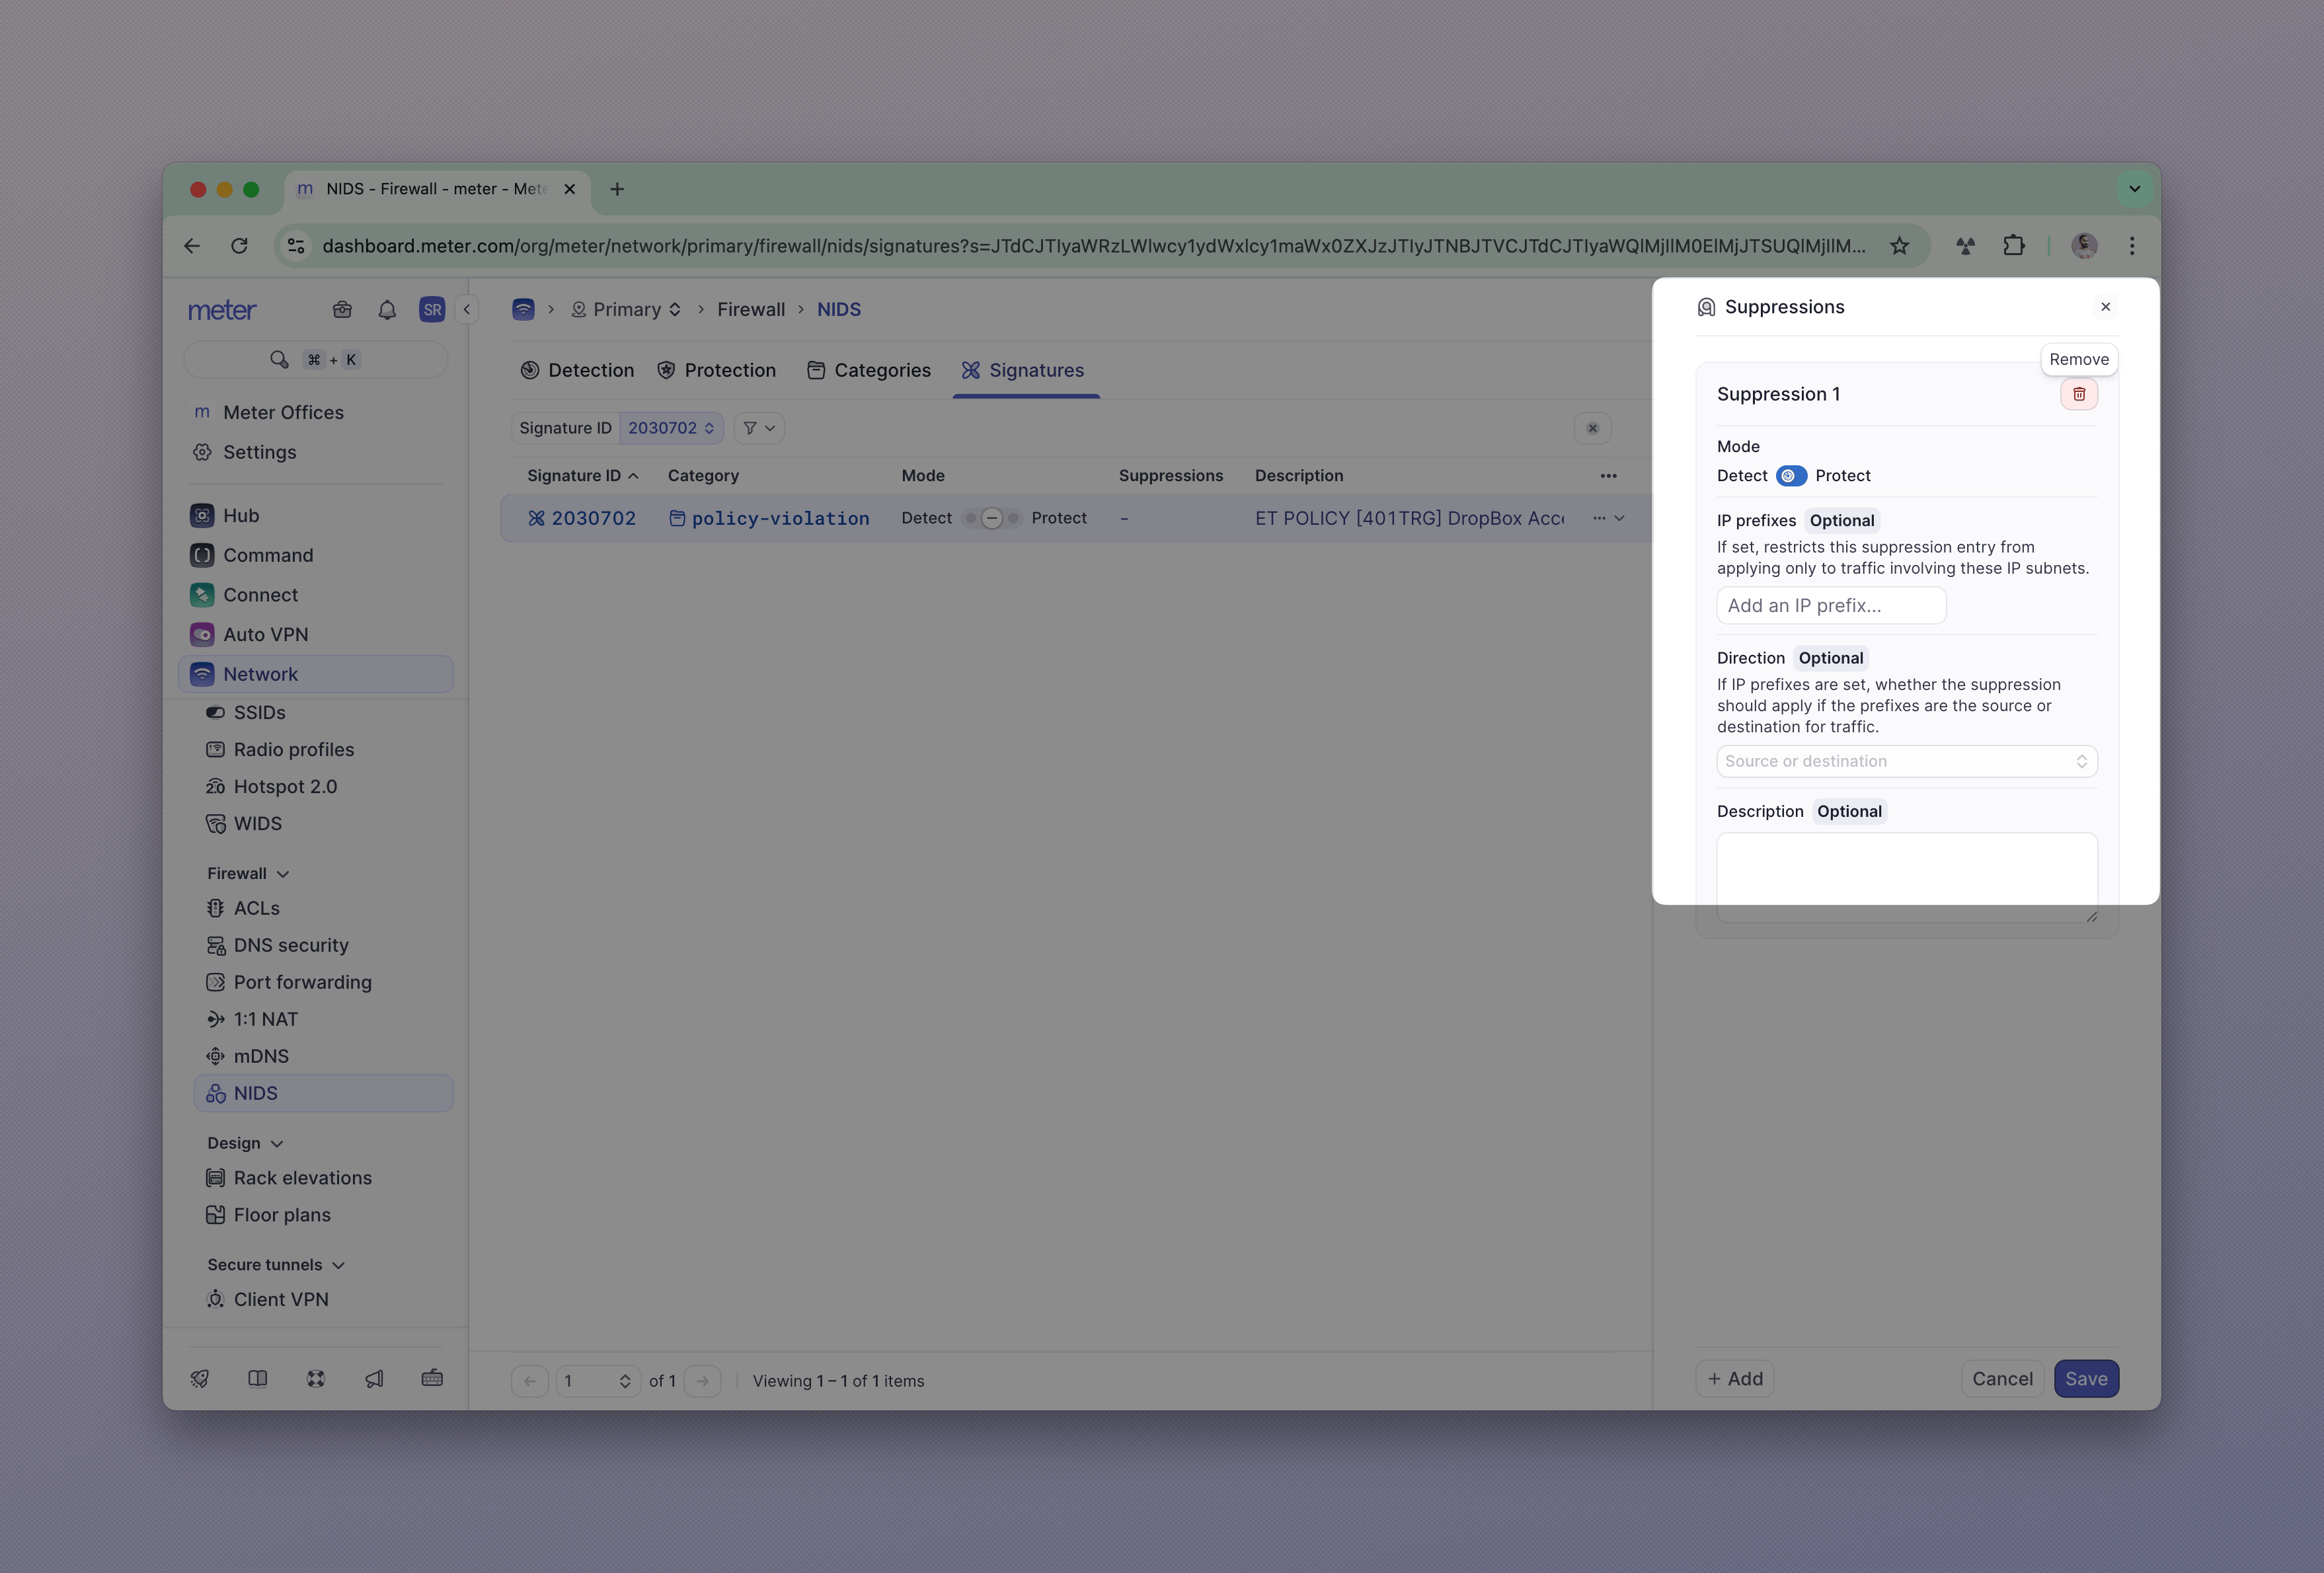 NIDS - Firewall - meter - Mete
dashboard.meter.com/org/meter/network/primary/firewall/nids/signatures?s=JTdCJTIyaWRzLWlwcy1ydWxlcy1maWx0ZXJzJTIyJTNBJTVCJTdCJTIyaWQlMjIlM0ElMjJTSUQlMjIlM...
meter
SR
⌘ + K
m Meter Offices
Settings
Hub
Command
Connect
Auto VPN
Network
SSIDs
Radio profiles
2.0 Hotspot 2.0
WIDS
Firewall
ACLs
DNS security
Port forwarding
1:1 NAT
mDNS
NIDS
Design
Rack elevations
Floor plans
Secure tunnels
Client VPN
Primary
Firewall
NIDS
Detection
Protection
Categories
Signatures
Signature ID 2030702
Signature ID Category Mode Suppressions Description
2030702 policy-violation Detect Protect – ET POLICY [401TRG] DropBox Acc
1 of 1 Viewing 1 – 1 of 1 items
Suppressions
Remove
Suppression 1
Mode
Detect Protect
IP prefixes Optional
If set, restricts this suppression entry from
applying only to traffic involving these IP subnets.
Add an IP prefix...
Direction Optional
If IP prefixes are set, whether the suppression
should apply if the prefixes are the source or
destination for traffic.
Source or destination
Description Optional
+ Add
Cancel
Save